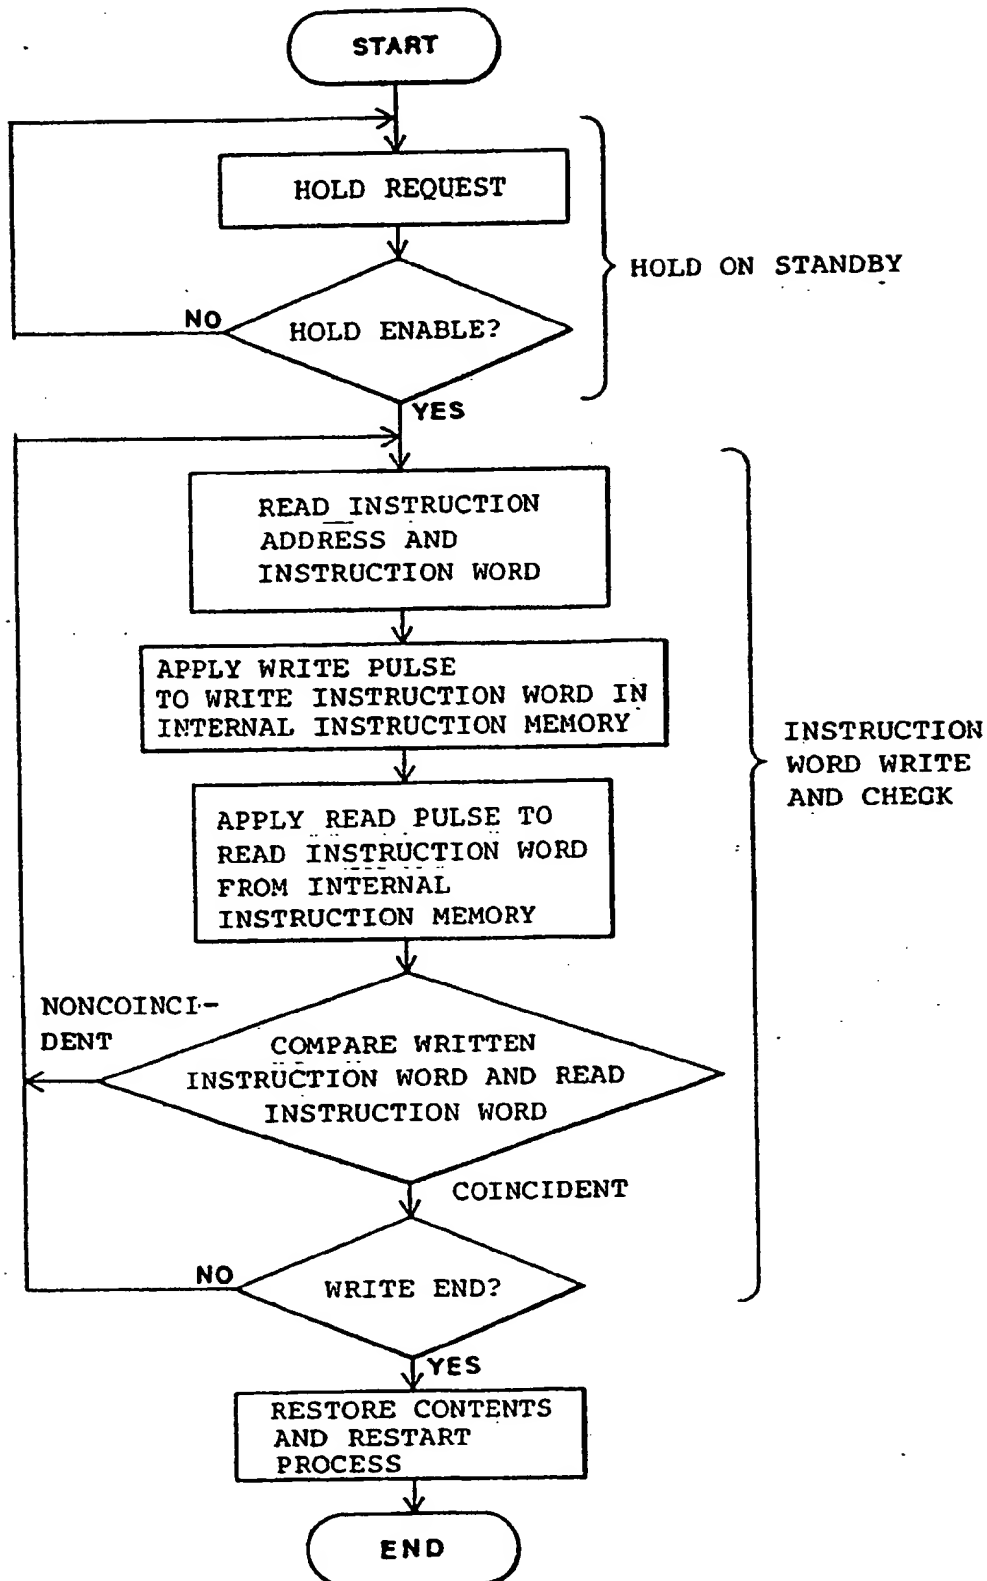 START
HOLD REQUEST
HOLD ON STANDBY
NO
HOLD ENABLE?
YES
READ INSTRUCTION
ADDRESS AND
INSTRUCTION WORD
APPLY WRITE PULSE
TO WRITE INSTRUCTION WORD IN
INTERNAL INSTRUCTION MEMORY
INSTRUCTION
WORD WRITE
AND CHECK
APPLY READ PULSE TO
READ INSTRUCTION WORD
FROM INTERNAL
INSTRUCTION MEMORY
NONCOINCI-
DENT
COMPARE WRITTEN
INSTRUCTION WORD AND READ
INSTRUCTION WORD
COINCIDENT
NO
WRITE END?
YES
RESTORE CONTENTS
AND RESTART
PROCESS
END